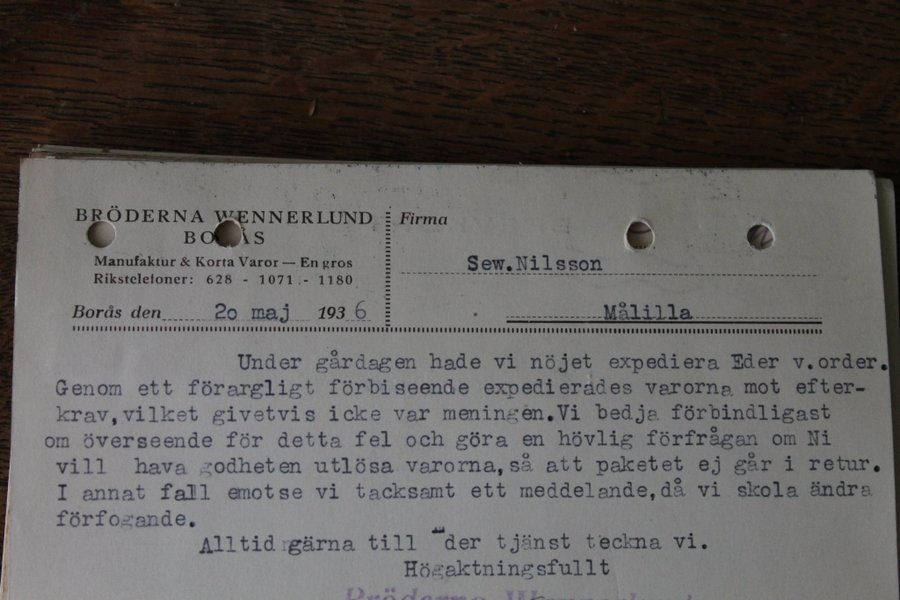 BRÖDERNA WENNERLUND
BORÅS
Manufaktur & Korta Varor — En gros
Rikstelefoner: 628 - 1071 - 1180
Borås den 20 maj 1936
Firma
Sew.Nilsson
Målilla
Under gårdagen hade vi nöjet expediera Eder v.order.
Genom ett förargligt förbiseende expedierades varorna mot efter-
krav,vilket givetvis icke var meningen.Vi bedja förbindligast
om överseende för detta fel och göra en hövlig förfrågan om Ni
vill hava godheten utlösa varorna,så att paketet ej går i retur.
I annat fall emotse vi tacksamt ett meddelande,då vi skola ändra
förfogande.
Alltid gärna till der tjänst teckna vi.
Högaktningsfullt
Bröderna Wennerlund